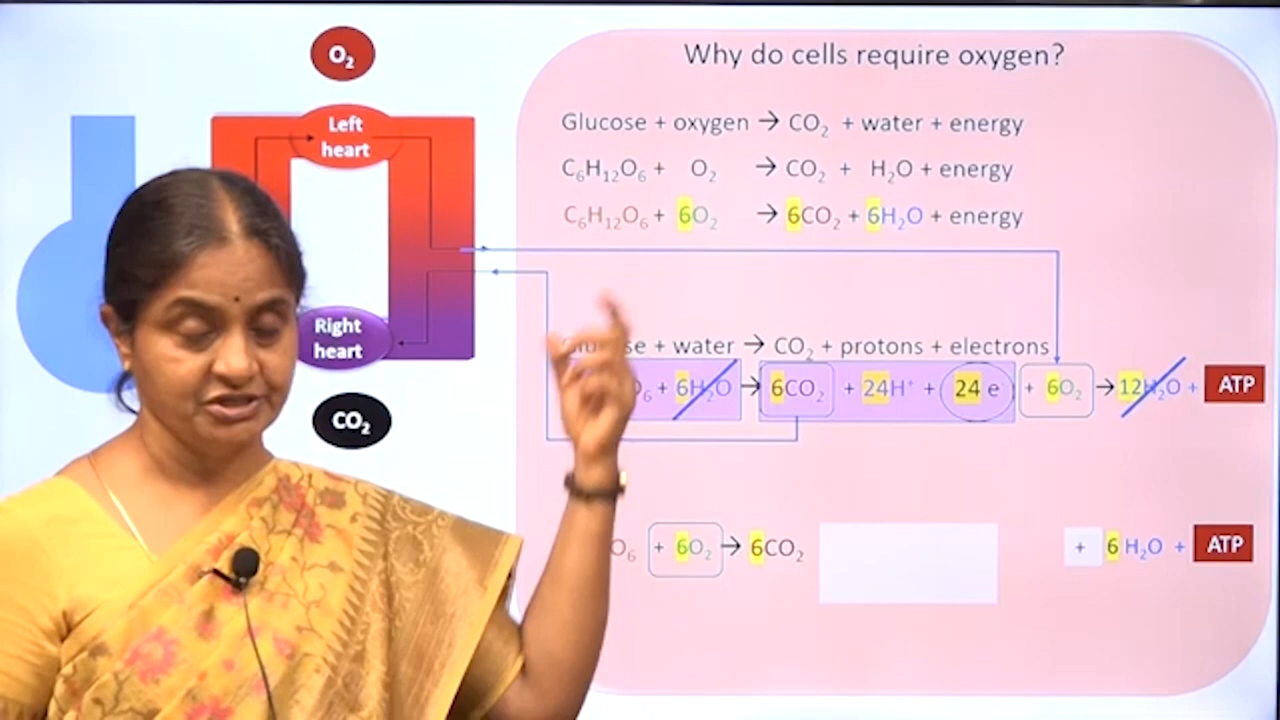 O₂
Left
heart
Right
heart
CO₂
Why do cells require oxygen?
Glucose + oxygen → CO₂ + water + energy
C₆H₁₂O₆ + O₂ → CO₂ + H₂O + energy
C₆H₁₂O₆ + 6O₂ → 6CO₂ + 6H₂O + energy
+ water → CO₂ + protons + electrons
O₆ + 6H₂O → 6CO₂ + 24H⁺ + 24 e + 6O₂ → 12H₂O + ATP
O₆ + 6O₂ → 6CO₂ + 6 H₂O + ATP